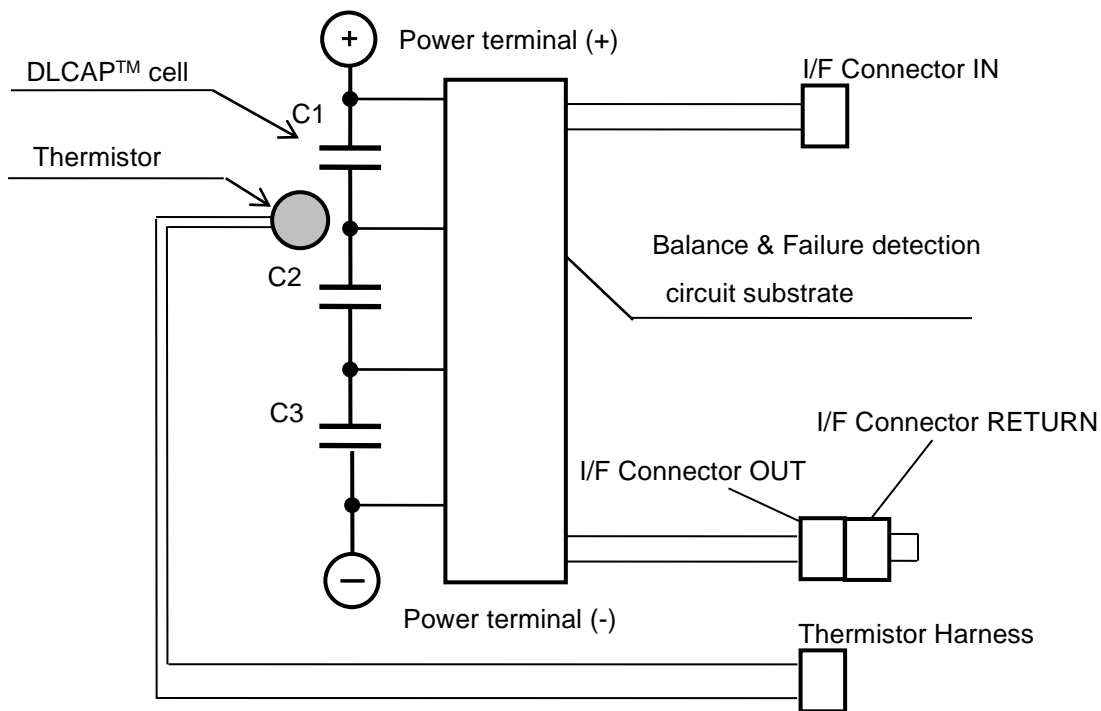 Power terminal (+)
DLCAP™ cell
I/F Connector IN
C1
Thermistor
Balance & Failure detection
circuit substrate
C2
C3
I/F Connector RETURN
I/F Connector OUT
Power terminal (-)
Thermistor Harness